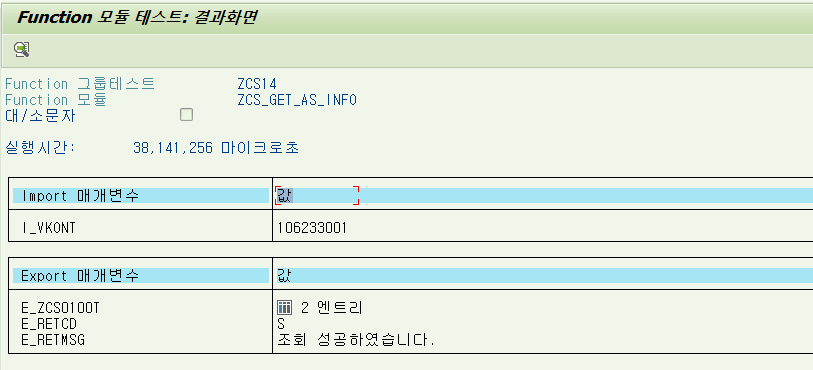 Function 모듈 테스트: 결과화면
Function 그룹테스트 ZCS14
Function 모듈 ZCS_GET_AS_INFO
대/소문자
실행시간: 38,141,256 마이크로초
Import 매개변수 값
I_VKONT 106233001
Export 매개변수 값
E_ZCS0100T 2 엔트리
E_RETCD S
E_RETMSG 조회 성공하였습니다.